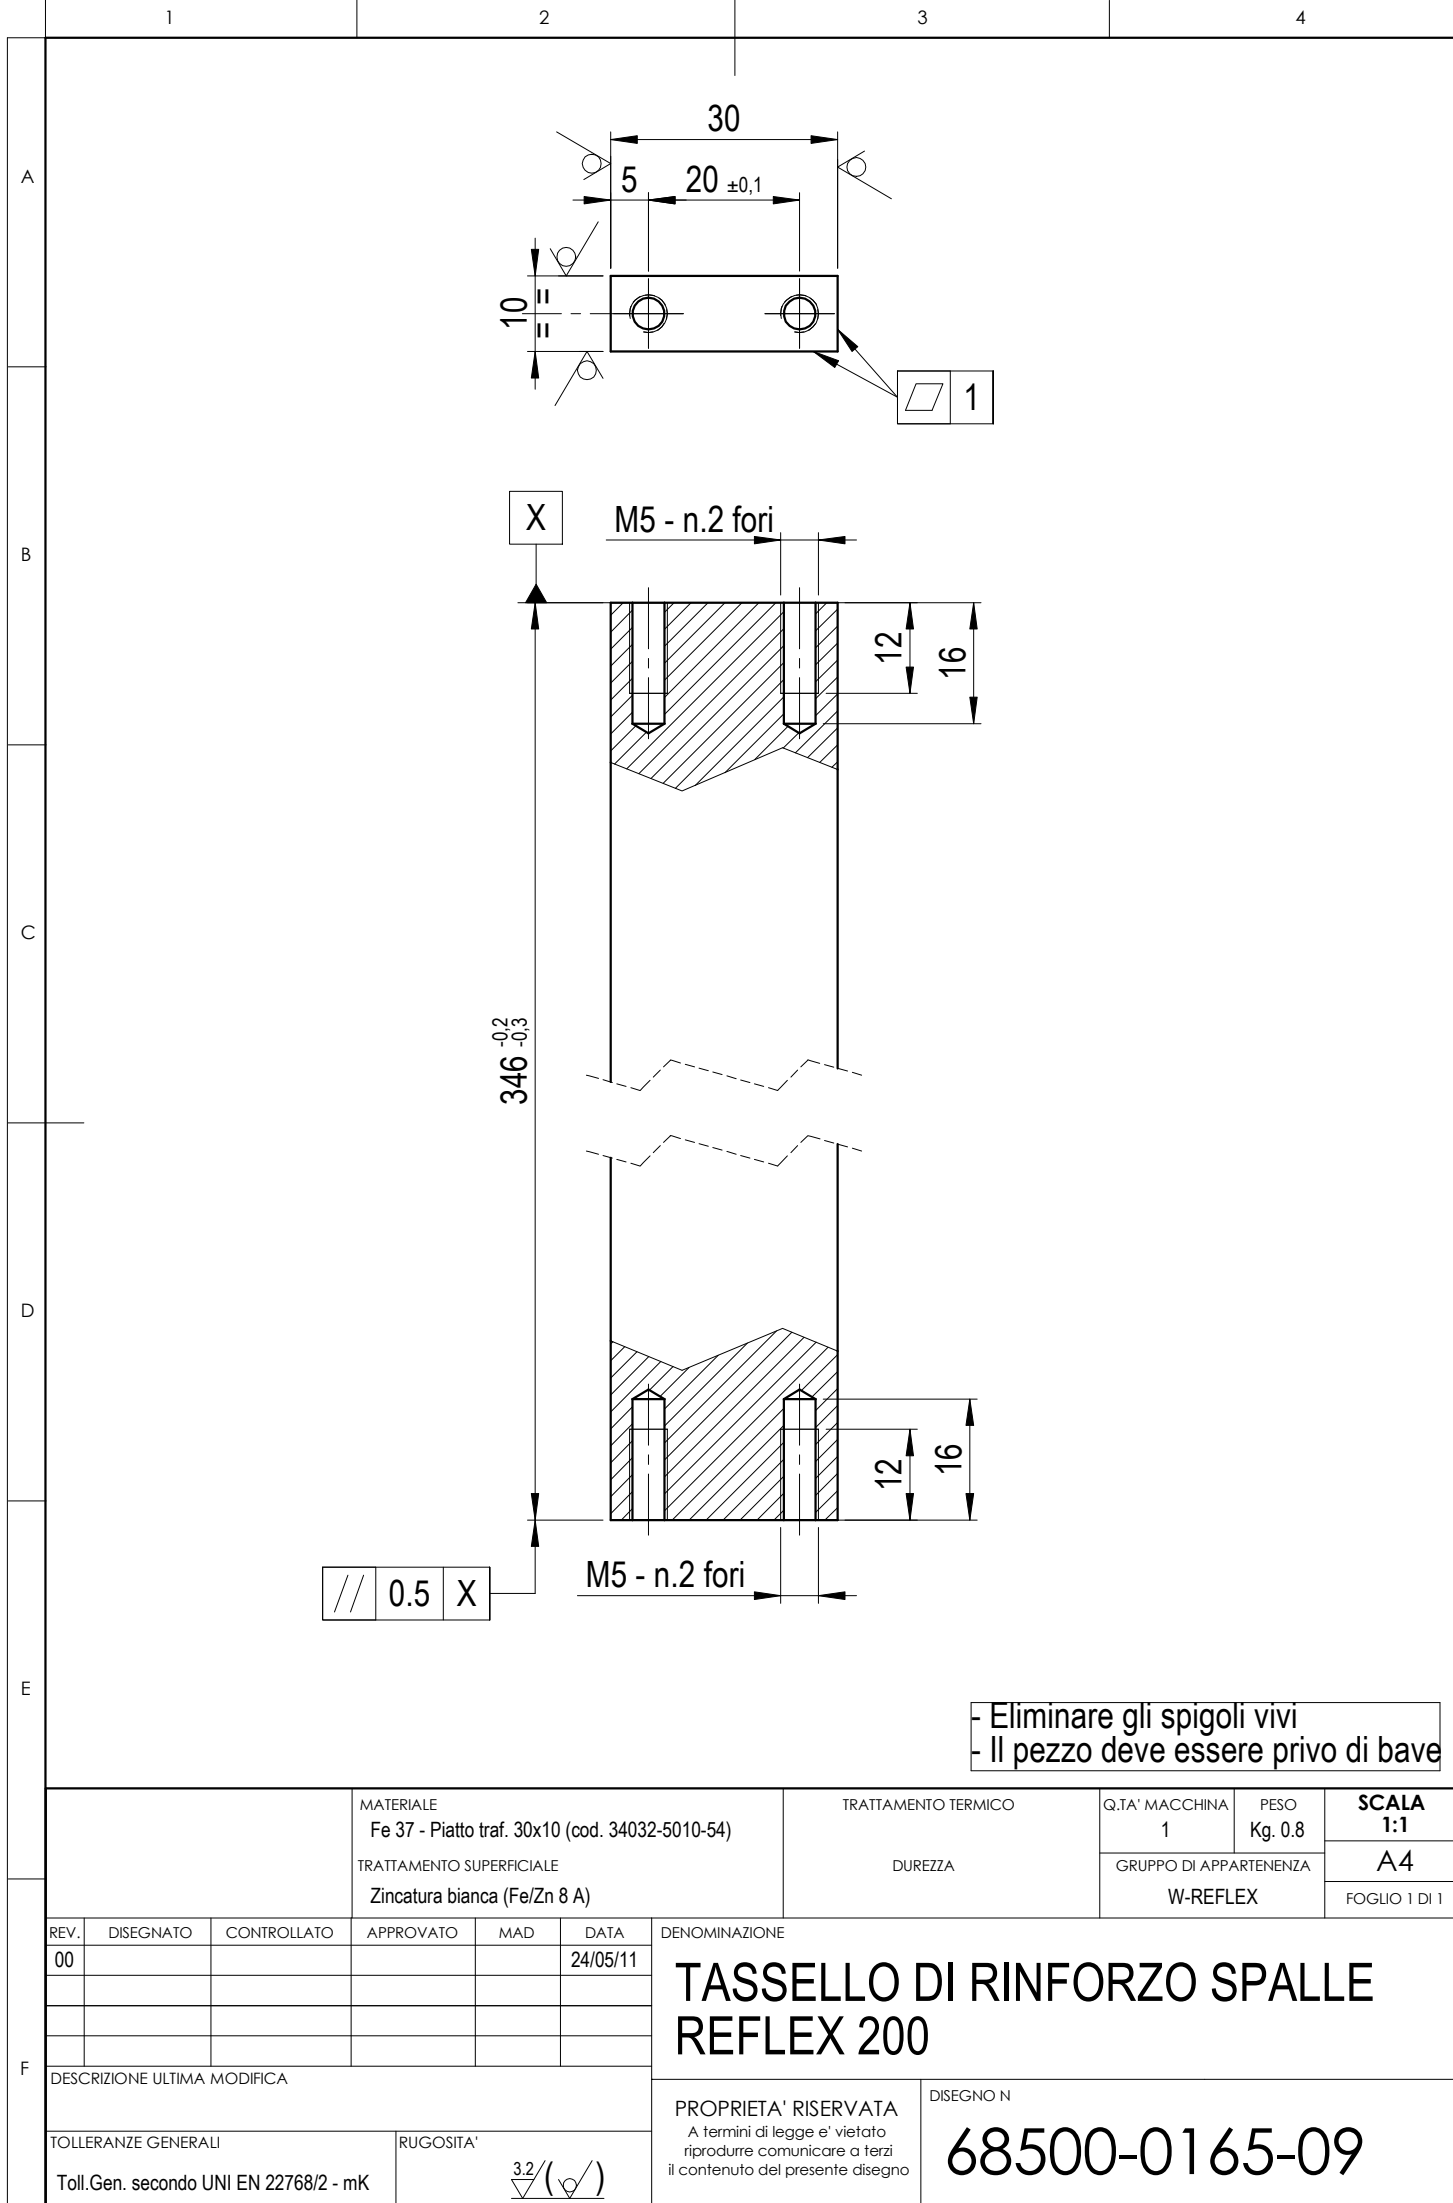 1
2
3
4
A
B
C
D
E
F
30
5
20 ±0,1
10
=
=
1
X
M5 - n.2 fori
12
16
346 -0,2
-0,3
12
16
M5 - n.2 fori
// 0.5 X
- Eliminare gli spigoli vivi
- Il pezzo deve essere privo di bave
MATERIALE
Fe 37 - Piatto traf. 30x10 (cod. 34032-5010-54)
TRATTAMENTO SUPERFICIALE
Zincatura bianca (Fe/Zn 8 A)
TRATTAMENTO TERMICO
DUREZZA
Q.TA' MACCHINA
1
PESO
Kg. 0.8
GRUPPO DI APPARTENENZA
W-REFLEX
SCALA
1:1
A4
FOGLIO 1 DI 1
REV. DISEGNATO CONTROLLATO APPROVATO MAD DATA
00 24/05/11
DESCRIZIONE ULTIMA MODIFICA
TOLLERANZE GENERALI
Toll.Gen. secondo UNI EN 22768/2 - mK
RUGOSITA'
3.2 / ( )
DENOMINAZIONE
TASSELLO DI RINFORZO SPALLE
REFLEX 200
PROPRIETA' RISERVATA
A termini di legge e' vietato
riprodurre comunicare a terzi
il contenuto del presente disegno
DISEGNO N
68500-0165-09